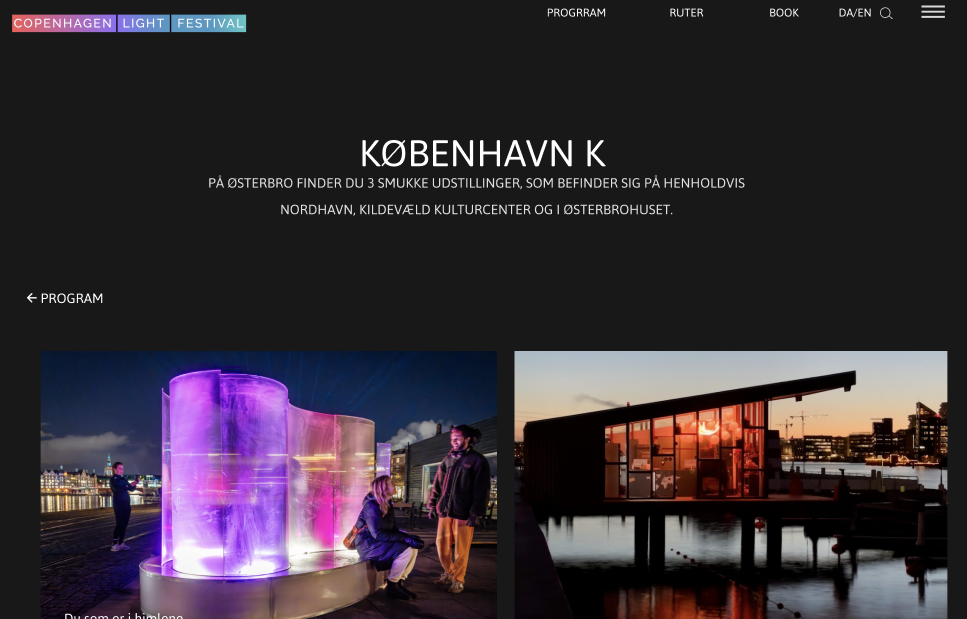 COPENHAGEN LIGHT FESTIVAL
PROGRRAM RUTER BOOK DA/EN
KØBENHAVN K
PÅ ØSTERBRO FINDER DU 3 SMUKKE UDSTILLINGER, SOM BEFINDER SIG PÅ HENHOLDVIS
NORDHAVN, KILDEVÆLD KULTURCENTER OG I ØSTERBROHUSET.
← PROGRAM
Du som er i himlene